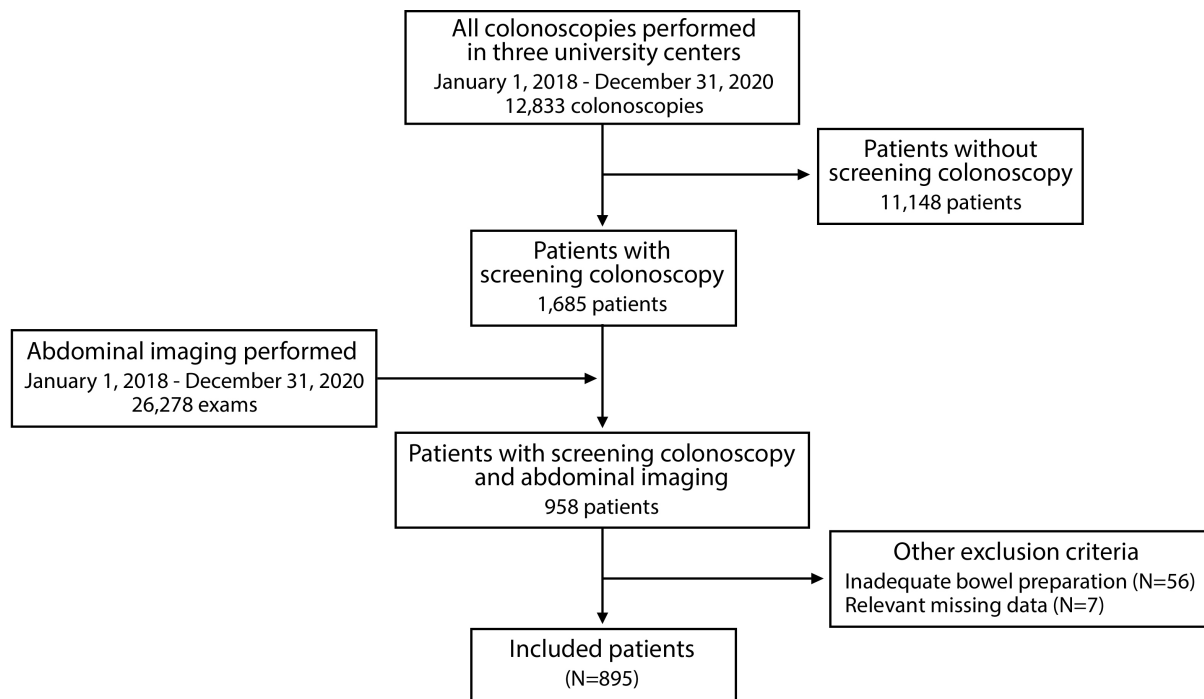 All colonoscopies performed
in three university centers
January 1, 2018 - December 31, 2020
12,833 colonoscopies
Patients without
screening colonoscopy
11,148 patients
Patients with
screening colonoscopy
1,685 patients
Abdominal imaging performed
January 1, 2018 - December 31, 2020
26,278 exams
Patients with screening colonoscopy
and abdominal imaging
958 patients
Other exclusion criteria
Inadequate bowel preparation (N=56)
Relevant missing data (N=7)
Included patients
(N=895)